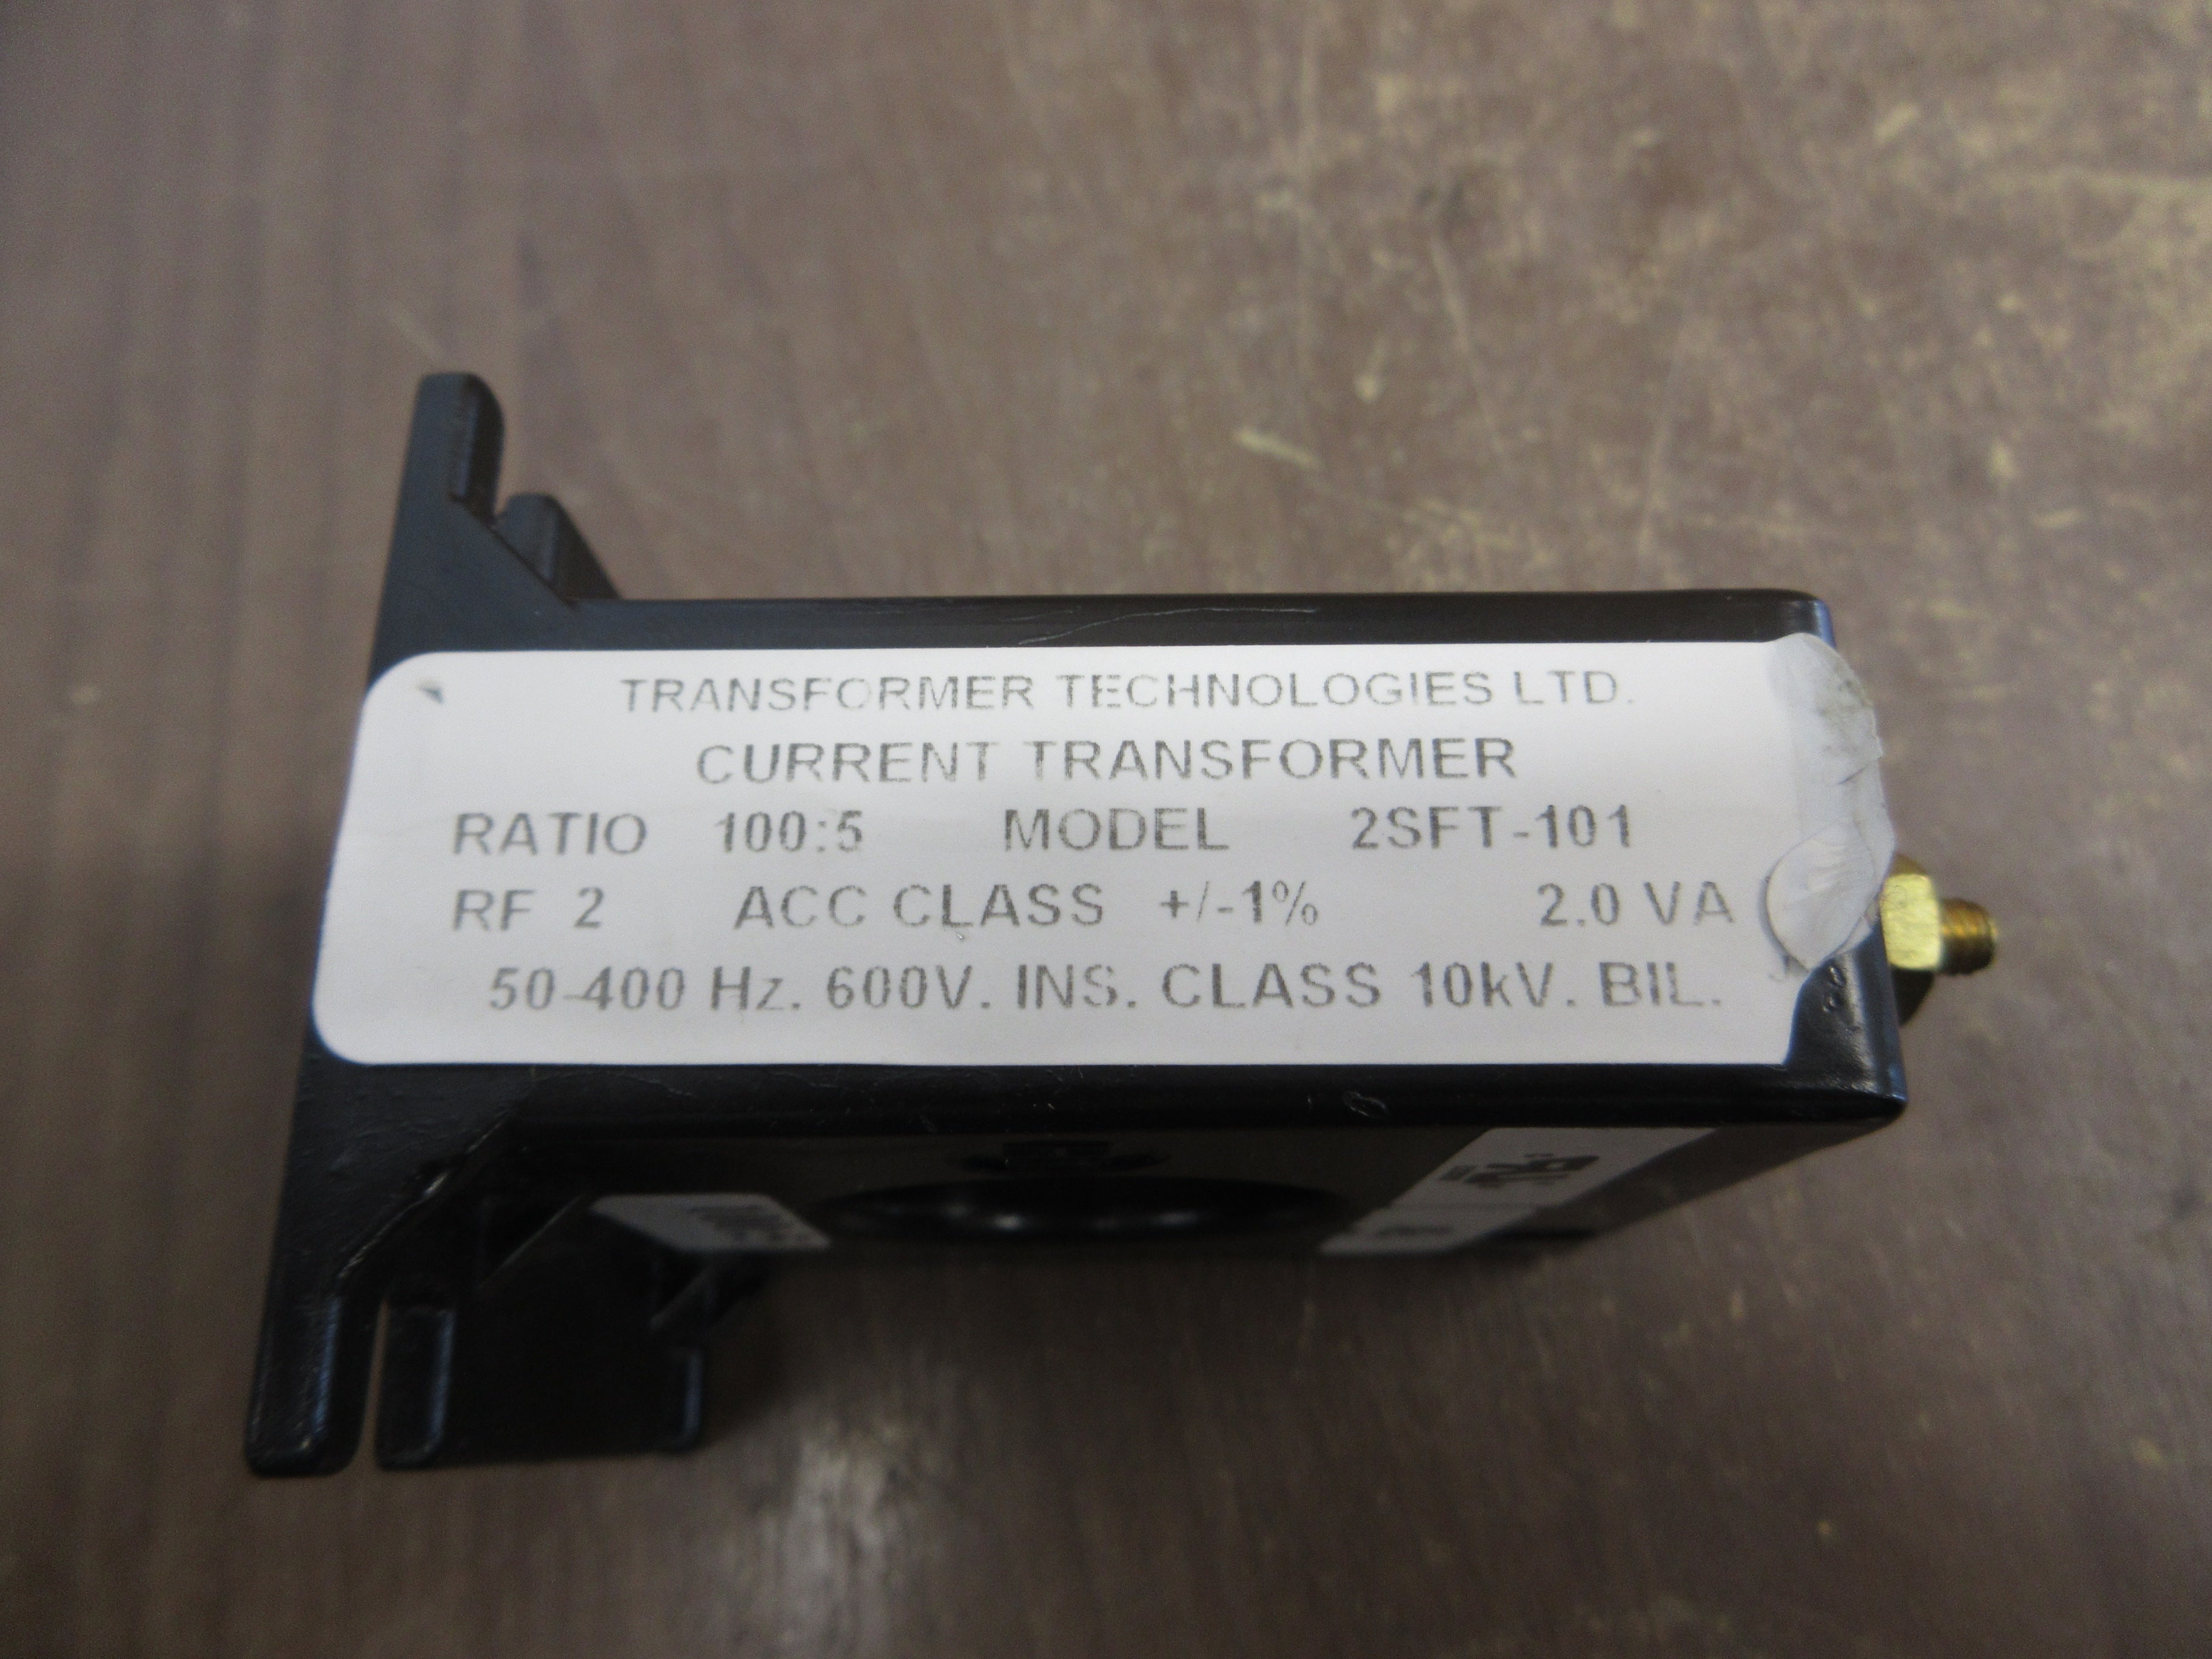 TRANSFORMER TECHNOLOGIES LTD.
CURRENT TRANSFORMER
RATIO 100:5 MODEL 2SFT-101
RF 2 ACC CLASS +/-1% 2.0 VA
50-400 Hz. 600V. INS. CLASS 10kV. BIL.